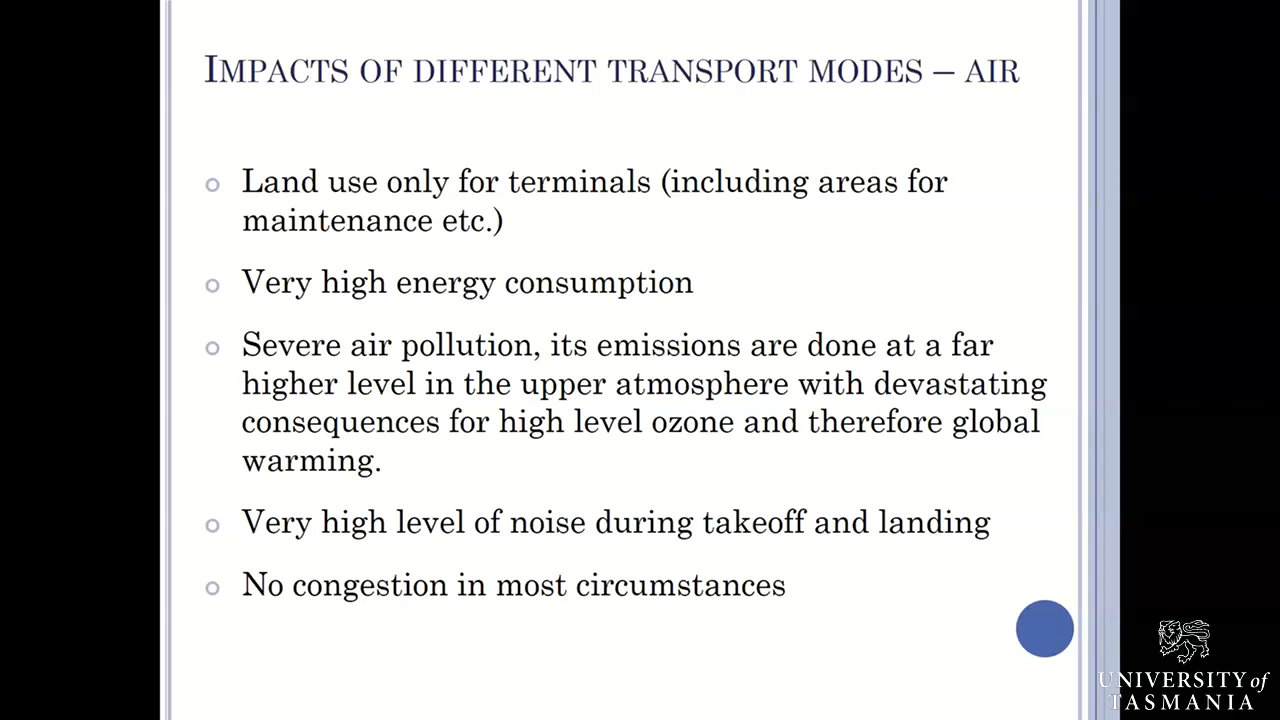 IMPACTS OF DIFFERENT TRANSPORT MODES – AIR
Land use only for terminals (including areas for
maintenance etc.)
Very high energy consumption
Severe air pollution, its emissions are done at a far
higher level in the upper atmosphere with devastating
consequences for high level ozone and therefore global
warming.
Very high level of noise during takeoff and landing
No congestion in most circumstances
UNIVERSITY of
TASMANIA